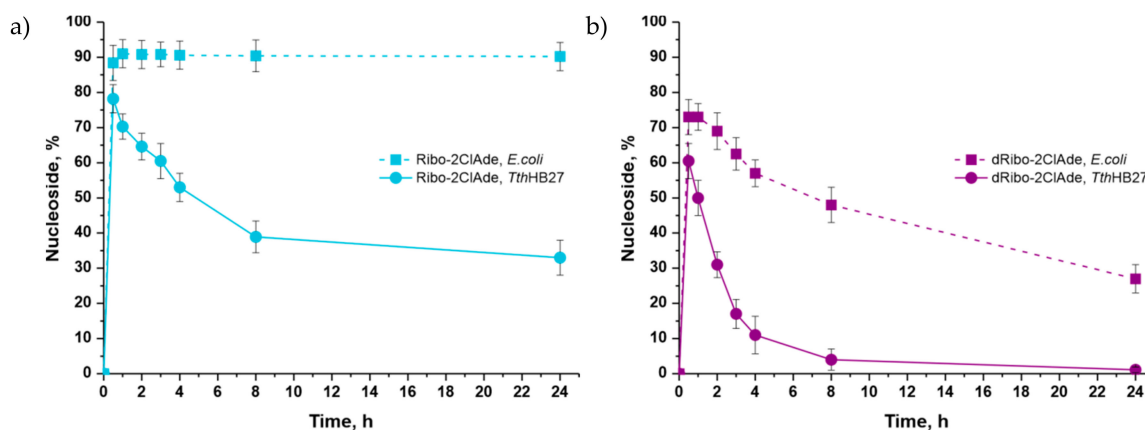 a)
Nucleoside, %
100
90
80
70
60
50
40
30
20
10
0
Ribo-2ClAde, E.coli
Ribo-2ClAde, TthHB27
0 2 4 6 8 10 12 14 16 18 20 22 24
Time, h
b)
Nucleoside, %
100
90
80
70
60
50
40
30
20
10
0
dRibo-2ClAde, E.coli
dRibo-2ClAde, TthHB27
0 2 4 6 8 10 12 14 16 18 20 22 24
Time, h